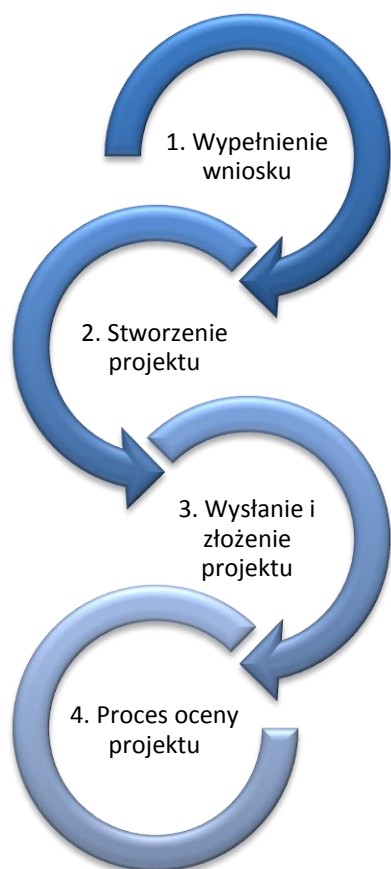 1. Wypełnienie
wniosku
2. Stworzenie
projektu
3. Wysłanie i
złożenie
projektu
4. Proces oceny
projektu